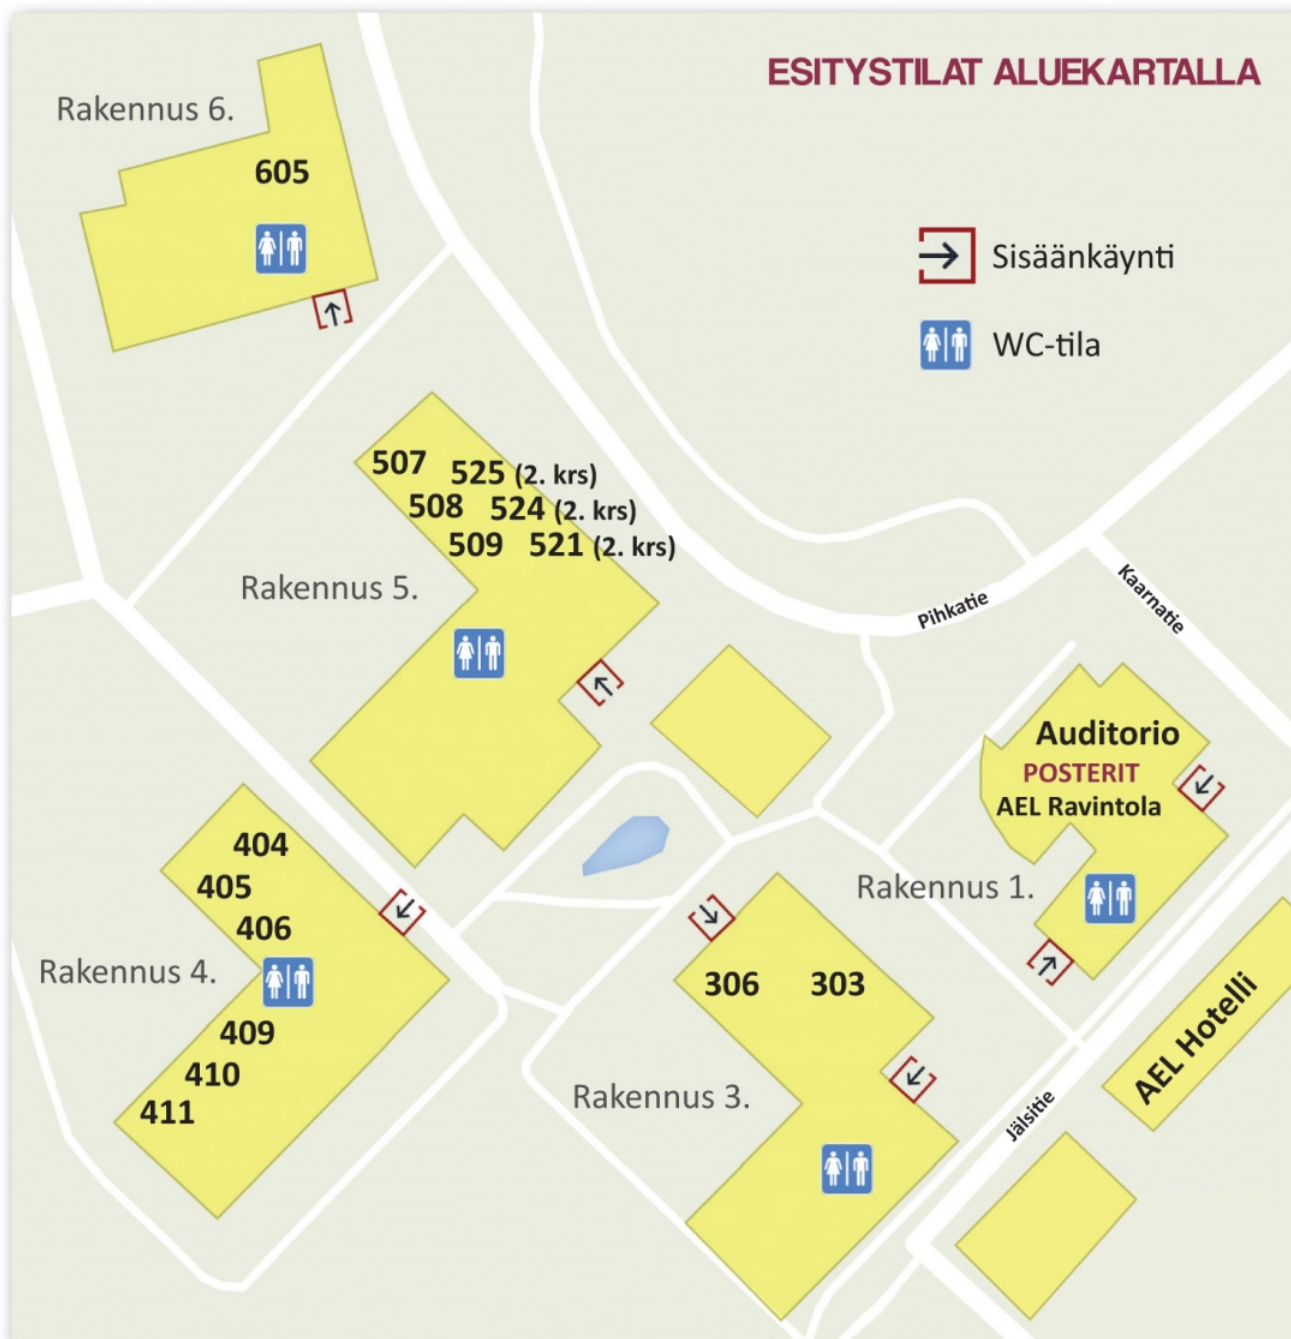 ESITYSTILAT ALUEKARTALLA
Rakennus 6.
605
Sisäänkäynti
WC-tila
507 525 (2. krs)
508 524 (2. krs)
509 521 (2. krs)
Rakennus 5.
Pihkatie
Kaarnatie
Auditorio
POSTERIT
AEL Ravintola
Rakennus 1.
404
405
406
Rakennus 4.
409
410
411
306 303
Rakennus 3.
AEL Hotelli
Jälsitie